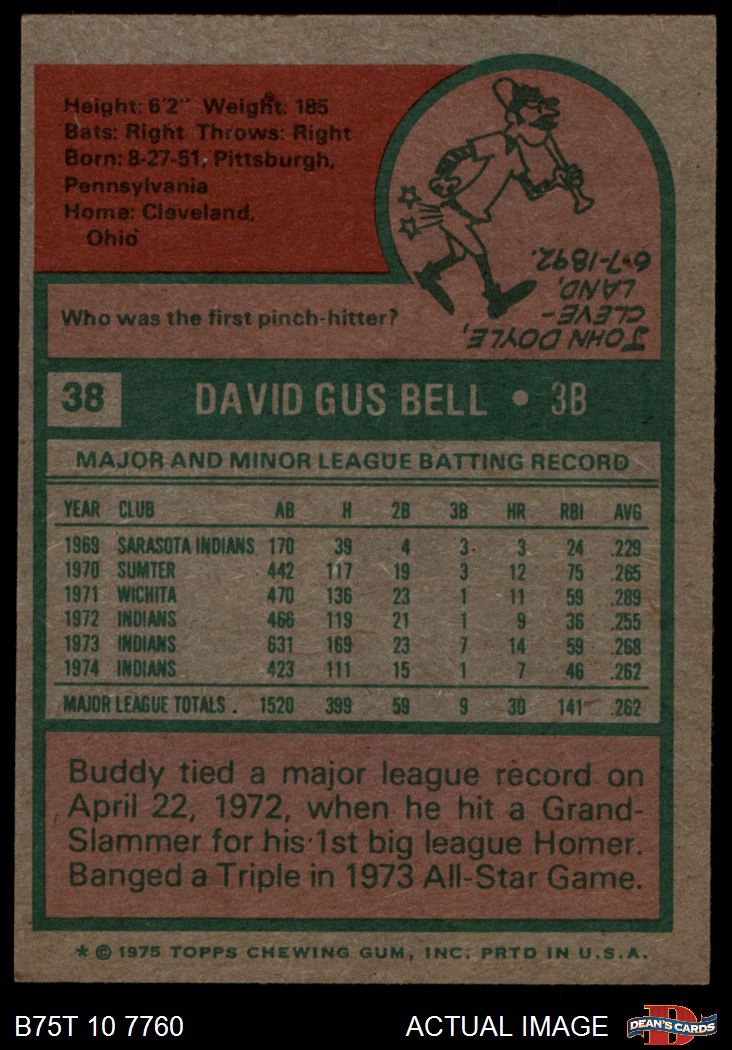 Height: 6'2" Weight: 185
Bats: Right Throws: Right
Born: 8-27-51, Pittsburgh,
Pennsylvania
Home: Cleveland,
Ohio
JOHN DOYLE,
CLEVE-
LAND,
6-7-1892.
Who was the first pinch-hitter?
38 DAVID GUS BELL • 3B
MAJOR AND MINOR LEAGUE BATTING RECORD
YEAR CLUB AB H 2B 3B HR RBI AVG
1969 SARASOTA INDIANS 170 39 4 3 3 24 .229
1970 SUMTER 442 117 19 3 12 75 .265
1971 WICHITA 470 136 23 1 11 59 .289
1972 INDIANS 466 119 21 1 9 36 .255
1973 INDIANS 631 169 23 7 14 59 .268
1974 INDIANS 423 111 15 1 7 46 .262
MAJOR LEAGUE TOTALS . 1520 399 59 9 30 141 .262
Buddy tied a major league record on
April 22, 1972, when he hit a Grand-
Slammer for his 1st big league Homer.
Banged a Triple in 1973 All-Star Game.
* © 1975 TOPPS CHEWING GUM, INC. PRTD IN U.S.A.
B75T 10 7760 ACTUAL IMAGE DEAN'S CARDS